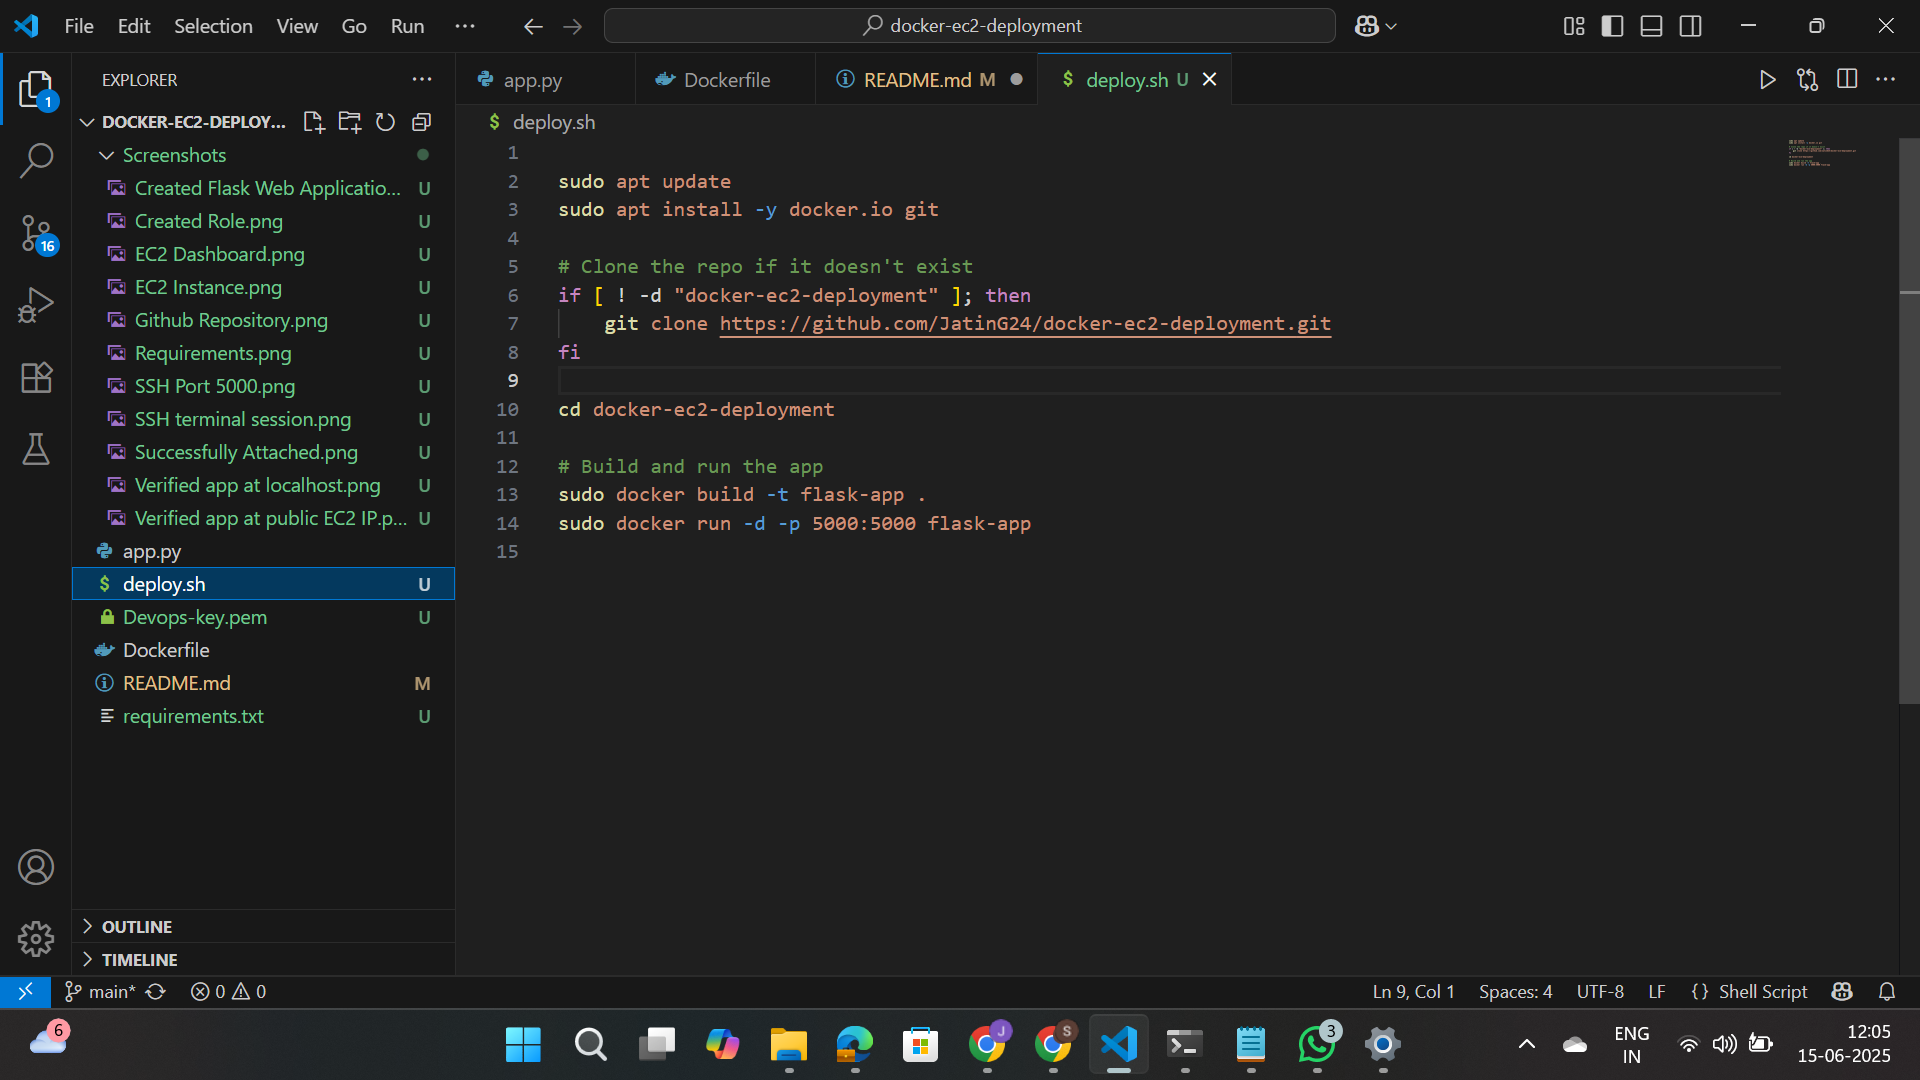 File Edit Selection View Go Run
docker-ec2-deployment
EXPLORER
1
DOCKER-EC2-DEPLOY...
Screenshots
Created Flask Web Applicatio... U
Created Role.png U
EC2 Dashboard.png U
EC2 Instance.png U
Github Repository.png U
Requirements.png U
SSH Port 5000.png U
SSH terminal session.png U
Successfully Attached.png U
Verified app at localhost.png U
Verified app at public EC2 IP.p... U
app.py
deploy.sh U
Devops-key.pem U
Dockerfile
README.md M
requirements.txt U
16
OUTLINE
TIMELINE
app.py
Dockerfile
README.md M
deploy.sh U
deploy.sh
1
2 sudo apt update
3 sudo apt install -y docker.io git
4
5 # Clone the repo if it doesn't exist
6 if [ ! -d "docker-ec2-deployment" ]; then
7 git clone https://github.com/JatinG24/docker-ec2-deployment.git
8 fi
9
10 cd docker-ec2-deployment
11
12 # Build and run the app
13 sudo docker build -t flask-app .
14 sudo docker run -d -p 5000:5000 flask-app
15
main* 0 0
Ln 9, Col 1 Spaces: 4 UTF-8 LF {} Shell Script
6
J
S
3
ENG
IN
12:05
15-06-2025